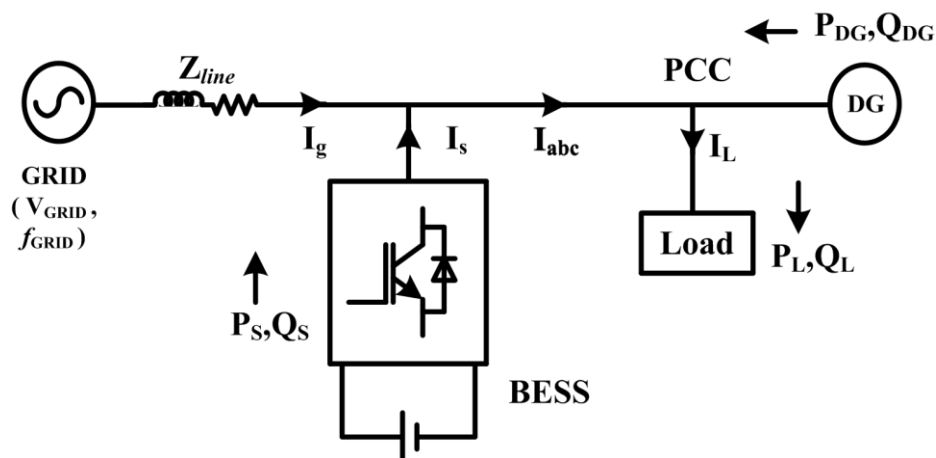 P_DG,Q_DG
Z_line
PCC
DG
I_g
I_s
I_abc
I_L
GRID
( V_GRID ,
f_GRID )
Load
P_S,Q_S
P_L,Q_L
BESS